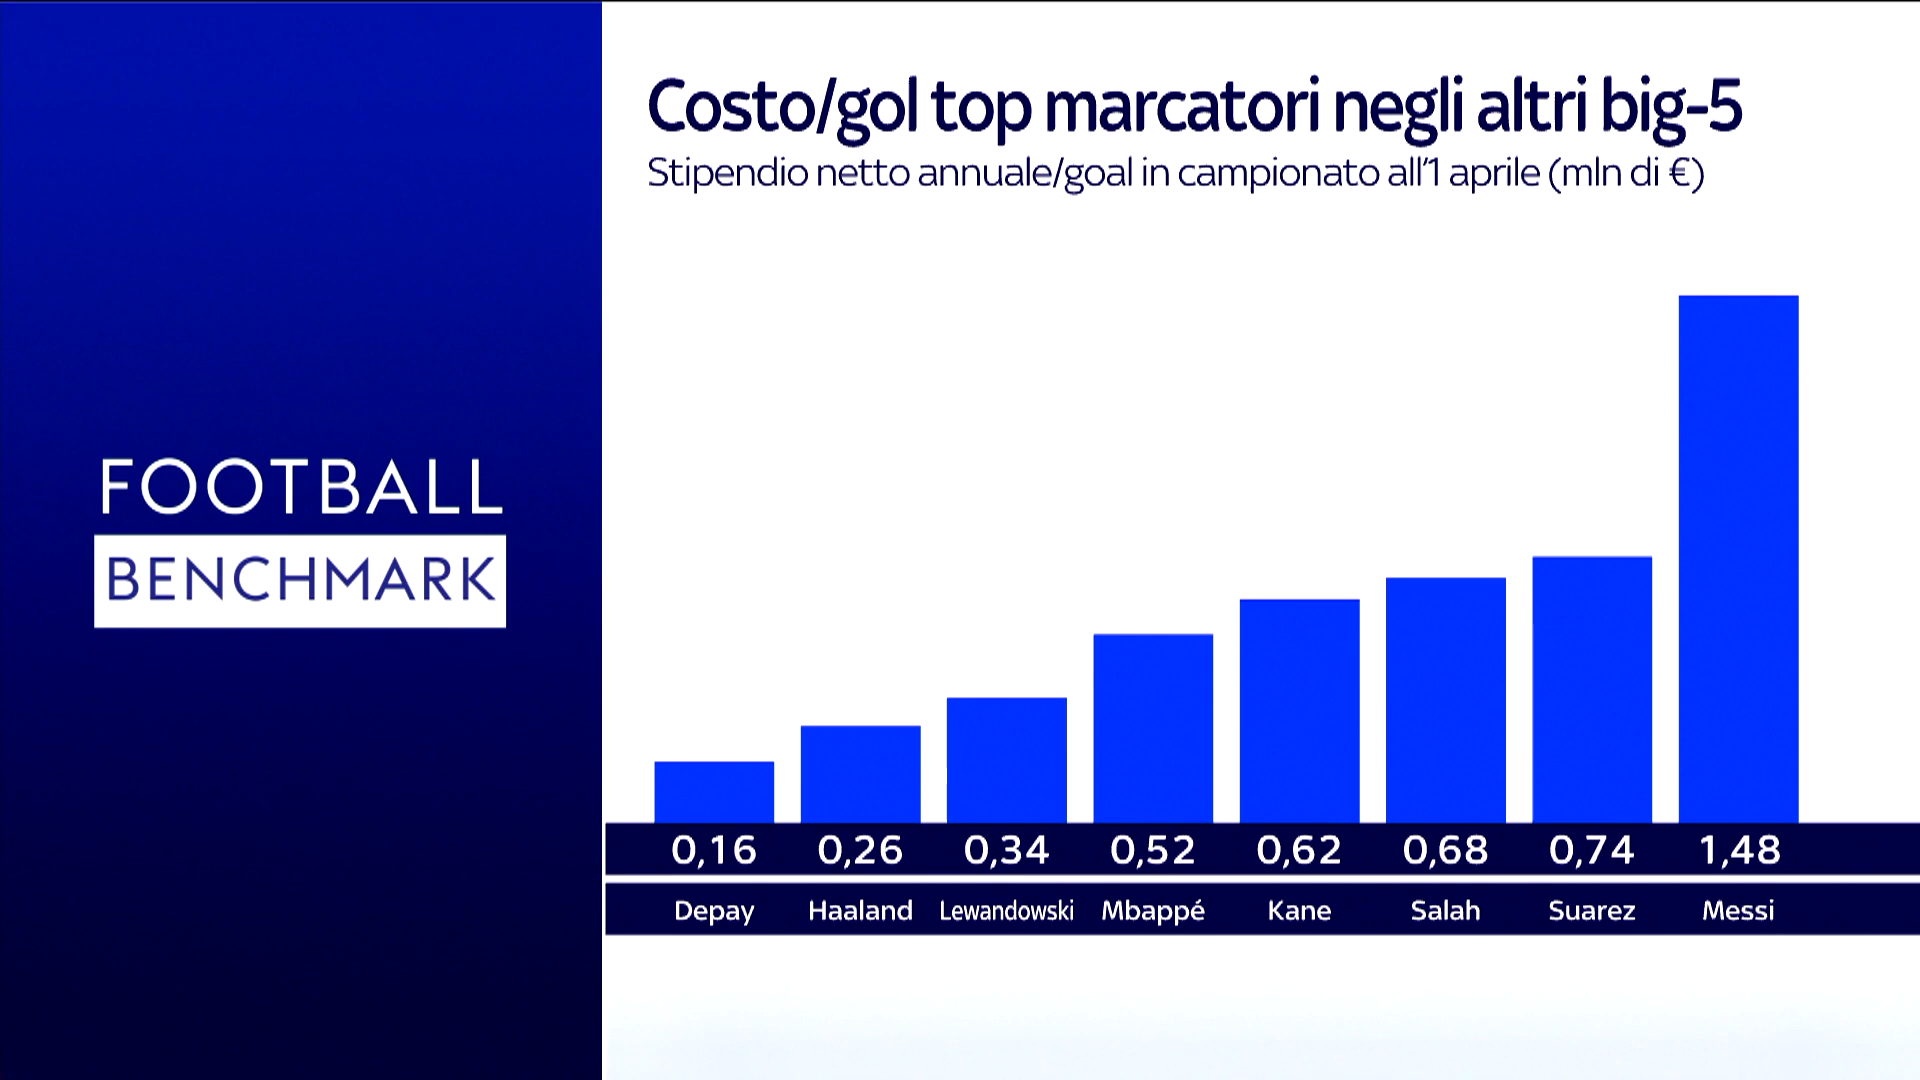 FOOTBALL
BENCHMARK
Costo/gol top marcatori negli altri big-5
Stipendio netto annuale/goal in campionato all'1 aprile (mln di €)
0,16 0,26 0,34 0,52 0,62 0,68 0,74 1,48
Depay Haaland Lewandowski Mbappé Kane Salah Suarez Messi